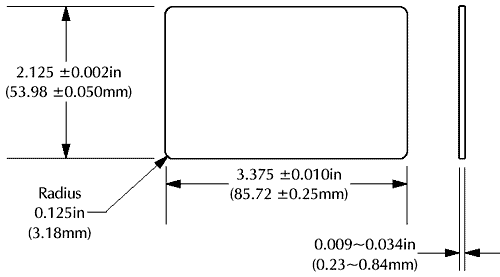 2.125 ±0.002in
(53.98 ±0.050mm)
3.375 ±0.010in
(85.72 ±0.25mm)
Radius
0.125in
(3.18mm)
0.009~0.034in
(0.23~0.84mm)